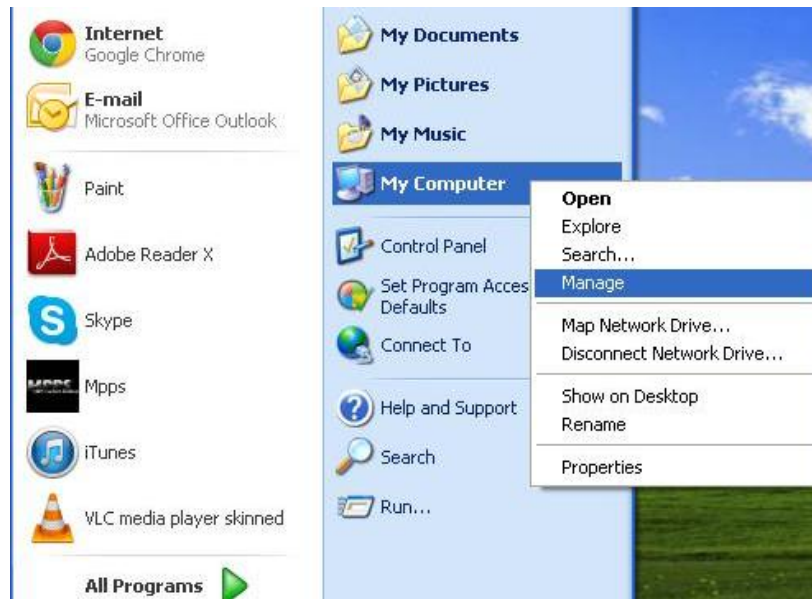 Internet
Google Chrome
E-mail
Microsoft Office Outlook
Paint
Adobe Reader X
Skype
Mpps
iTunes
VLC media player skinned
All Programs
My Documents
My Pictures
My Music
My Computer
Control Panel
Set Program Acces
Defaults
Connect To
Help and Support
Search
Run...
Open
Explore
Search...
Manage
Map Network Drive...
Disconnect Network Drive...
Show on Desktop
Rename
Properties